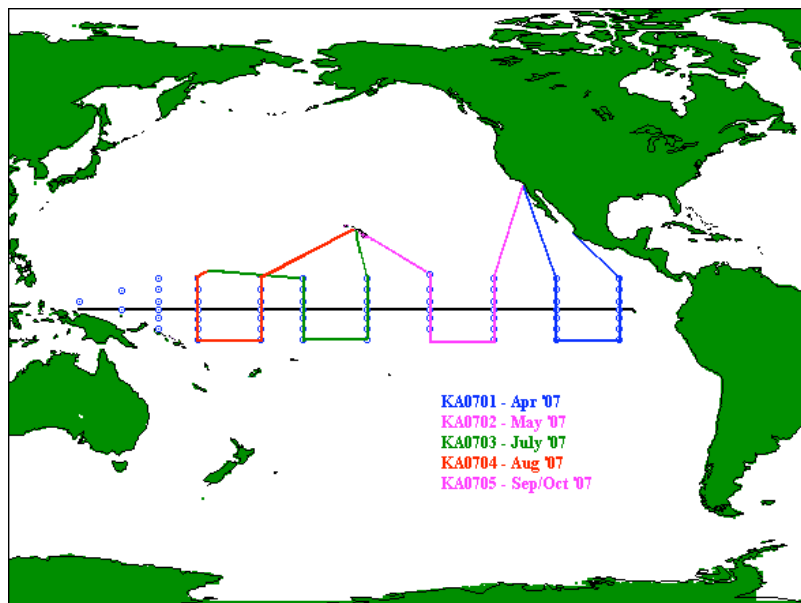 KA0701 - Apr '07
KA0702 - May '07
KA0703 - July '07
KA0704 - Aug '07
KA0705 - Sep/Oct '07